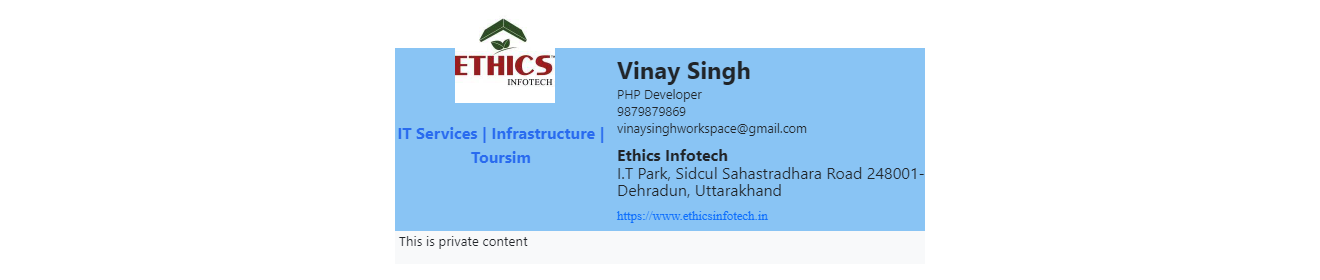 ETHICS
INFOTECH
IT Services | Infrastructure |
Toursim
Vinay Singh
PHP Developer
9879879869
vinaysinghworkspace@gmail.com
Ethics Infotech
I.T Park, Sidcul Sahastradhara Road 248001-
Dehradun, Uttarakhand
https://www.ethicsinfotech.in
This is private content